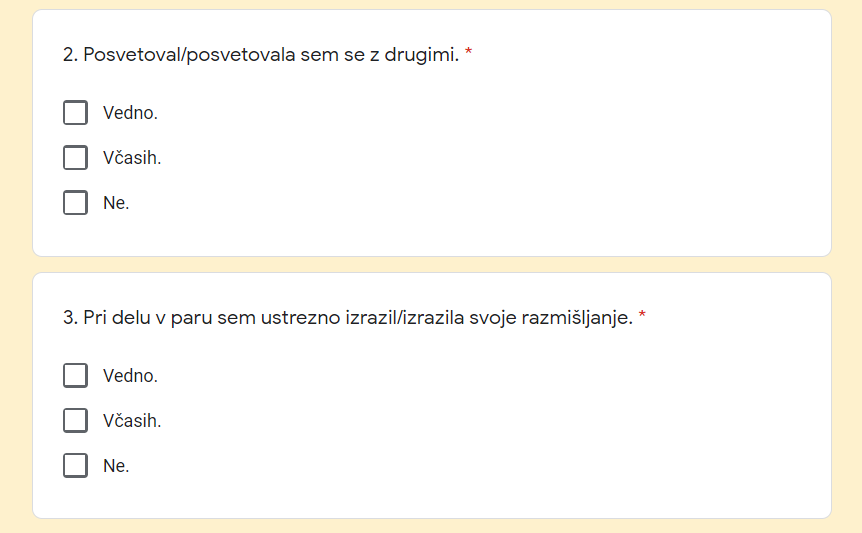 2. Posvetoval/posvetovala sem se z drugimi. *
Vedno.
Včasih.
Ne.
3. Pri delu v paru sem ustrezno izrazil/izrazila svoje razmišljanje. *
Vedno.
Včasih.
Ne.